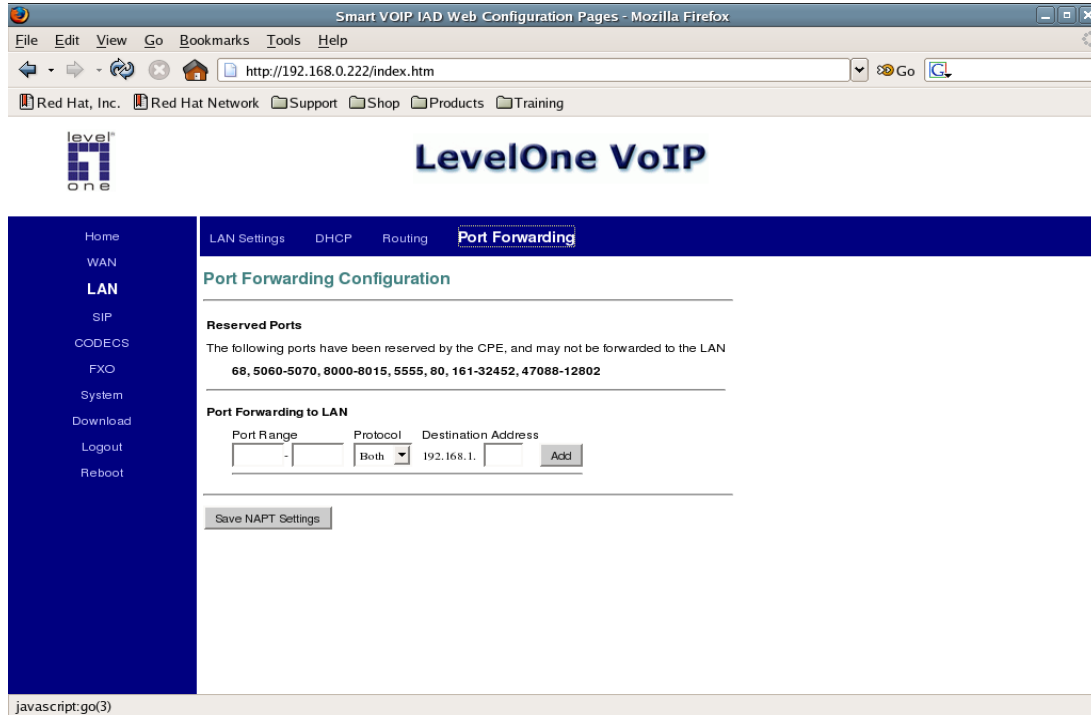 Smart VOIP IAD Web Configuration Pages - Mozilla Firefox
File Edit View Go Bookmarks Tools Help
http://192.168.0.222/index.htm Go G
Red Hat, Inc. Red Hat Network Support Shop Products Training
level
one
LevelOne VoIP
Home
WAN
LAN
SIP
CODECS
FXO
System
Download
Logout
Reboot
LAN Settings DHCP Routing Port Forwarding
Port Forwarding Configuration
Reserved Ports
The following ports have been reserved by the CPE, and may not be forwarded to the LAN
68, 5060-5070, 8000-8015, 5555, 80, 161-32452, 47088-12802
Port Forwarding to LAN
Port Range Protocol Destination Address
- Both 192.168.1. Add
Save NAPT Settings
javascript:go(3)